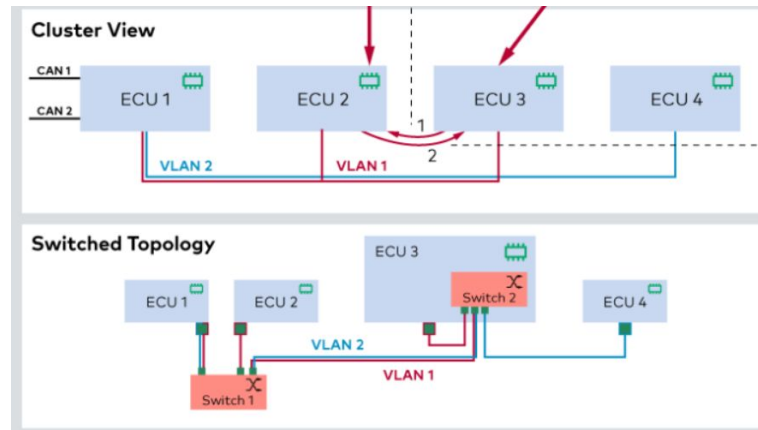 Cluster View
CAN 1
CAN 2
ECU 1
ECU 2
ECU 3
ECU 4
1
2
VLAN 2
VLAN 1
Switched Topology
ECU 3
ECU 1
ECU 2
Switch 2
ECU 4
VLAN 2
VLAN 1
Switch 1